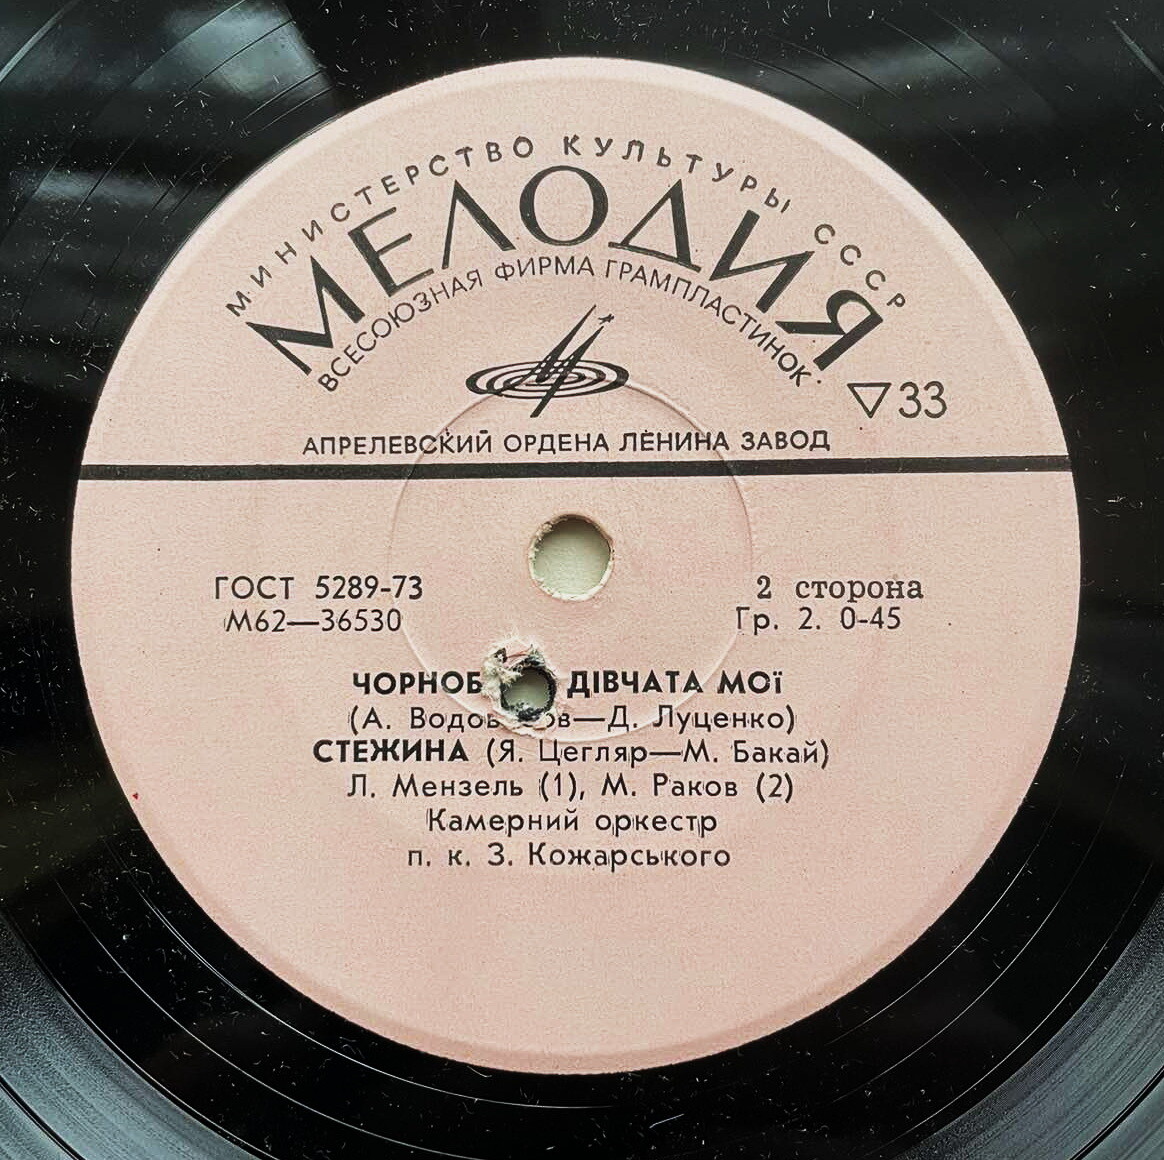 МИНИСТЕРСТВО КУЛЬТУРЫ СССР
МЕЛОДИЯ
ВСЕСОЮЗНАЯ ФИРМА ГРАМПЛАСТИНОК
33
АПРЕЛЕВСКИЙ ОРДЕНА ЛЕНИНА ЗАВОД
ГОСТ 5289-73
2 сторона
М62—36530
Гр. 2. 0-45
ДІВЧАТА МОЇ
(А. Д. Луценко)
СТЕЖИНА (Я. Цегляр—М. Бакай)
Л. Мензель (1), М. Раков (2)
Камерний оркестр
п. к. З. Кожарського